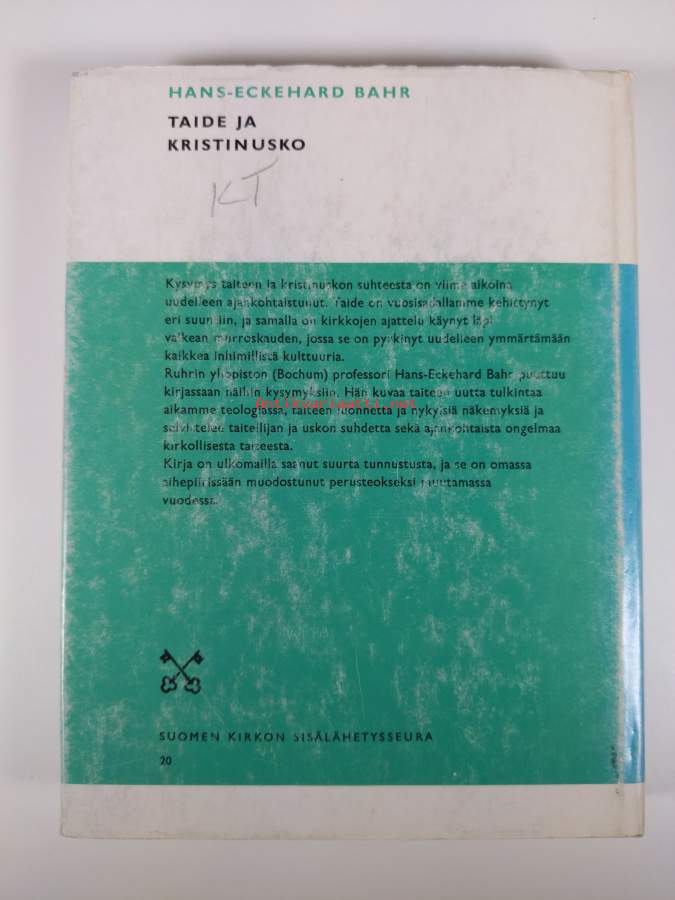 HANS-ECKEHARD BAHR
TAIDE JA
KRISTINUSKO
KT
Kysymys taiteen ja kristinuskon suhteesta on viime aikoina
uudelleen ajankohtaistunut. Taide on vuosisadallamme kehittynyt
eri suuntiin, ja samalla on kirkkojen ajattelu käynyt läpi
vaikean murroskauden, jossa se on pyrkinyt uudelleen ymmärtämään
kaikkea inhimillistä kulttuuria.
Ruhrin yliopiston (Bochum) professori Hans-Eckehard Bahr puuttuu
kirjassaan näihin kysymyksiin. Hän kuvaa taiteen uutta tulkintaa
antikvariaatti.net
aikamme teologiassa, taiteen luonnetta ja nykyisiä näkemyksiä ja
selvittelee taiteilijan ja uskon suhdetta sekä ajankohtaista ongelmaa
kirkollisesta taiteesta.
Kirja on ulkomailla saanut suurta tunnustusta, ja se on omassa
aihepiirissään muodostunut perusteokseksi muutamassa
vuodessa.
SUOMEN KIRKON SISÄLÄHETYSSEURA
20